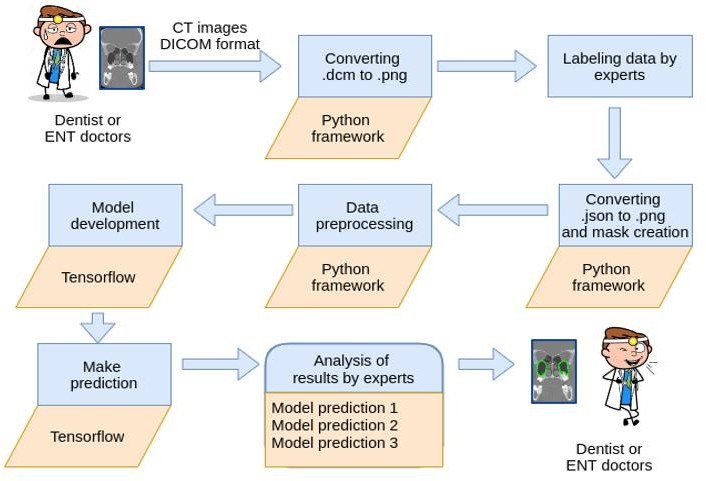 CT images
DICOM format
Dentist or
ENT doctors
Converting
.dcm to .png
Python
framework
Labeling data by
experts
Converting
.json to .png
and mask creation
Python
framework
Data
preprocessing
Python
framework
Model
development
Tensorflow
Make
prediction
Tensorflow
Analysis of
results by experts
Model prediction 1
Model prediction 2
Model prediction 3
Dentist or
ENT doctors